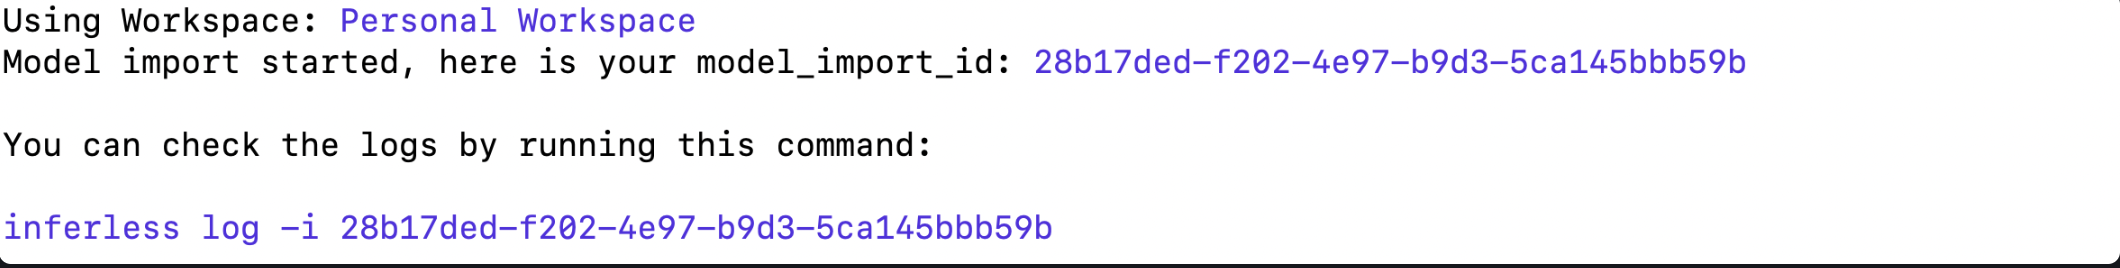 Using Workspace: Personal Workspace
Model import started, here is your model_import_id: 28b17ded-f202-4e97-b9d3-5ca145bbb59b
You can check the logs by running this command:
inferless log -i 28b17ded-f202-4e97-b9d3-5ca145bbb59b